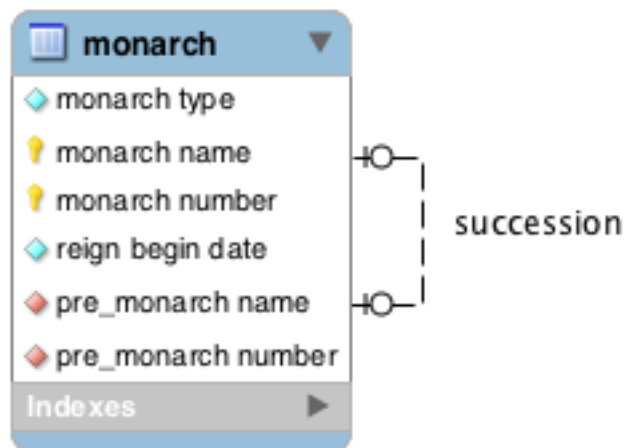 monarch
monarch type
monarch name
monarch number
succession
reign begin date
pre_monarch name
pre_monarch number
Indexes